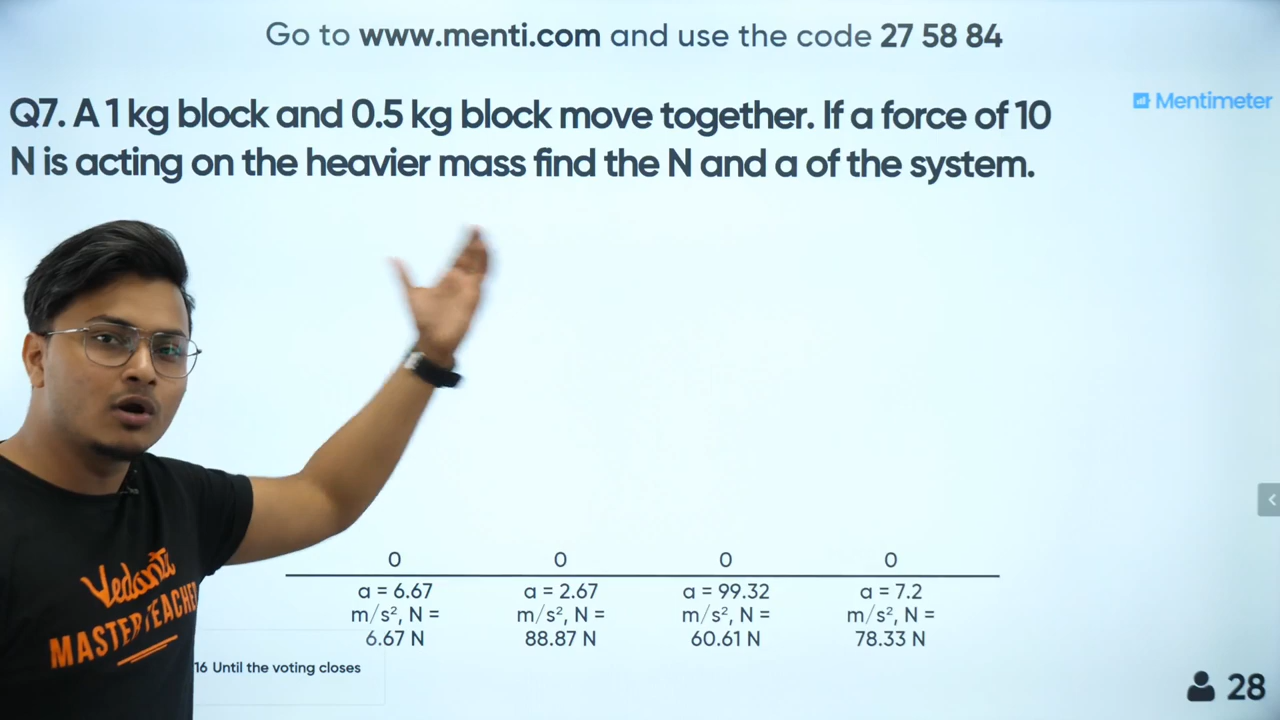 Go to www.menti.com and use the code 27 58 84
Mentimeter
Q7. A 1 kg block and 0.5 kg block move together. If a force of 10
N is acting on the heavier mass find the N and a of the system.
0 0 0 0
a = 6.67
m/s², N =
6.67 N
a = 2.67
m/s², N =
88.87 N
a = 99.32
m/s², N =
60.61 N
a = 7.2
m/s², N =
78.33 N
16 Until the voting closes
28
Vedantu
MASTER TEACHER